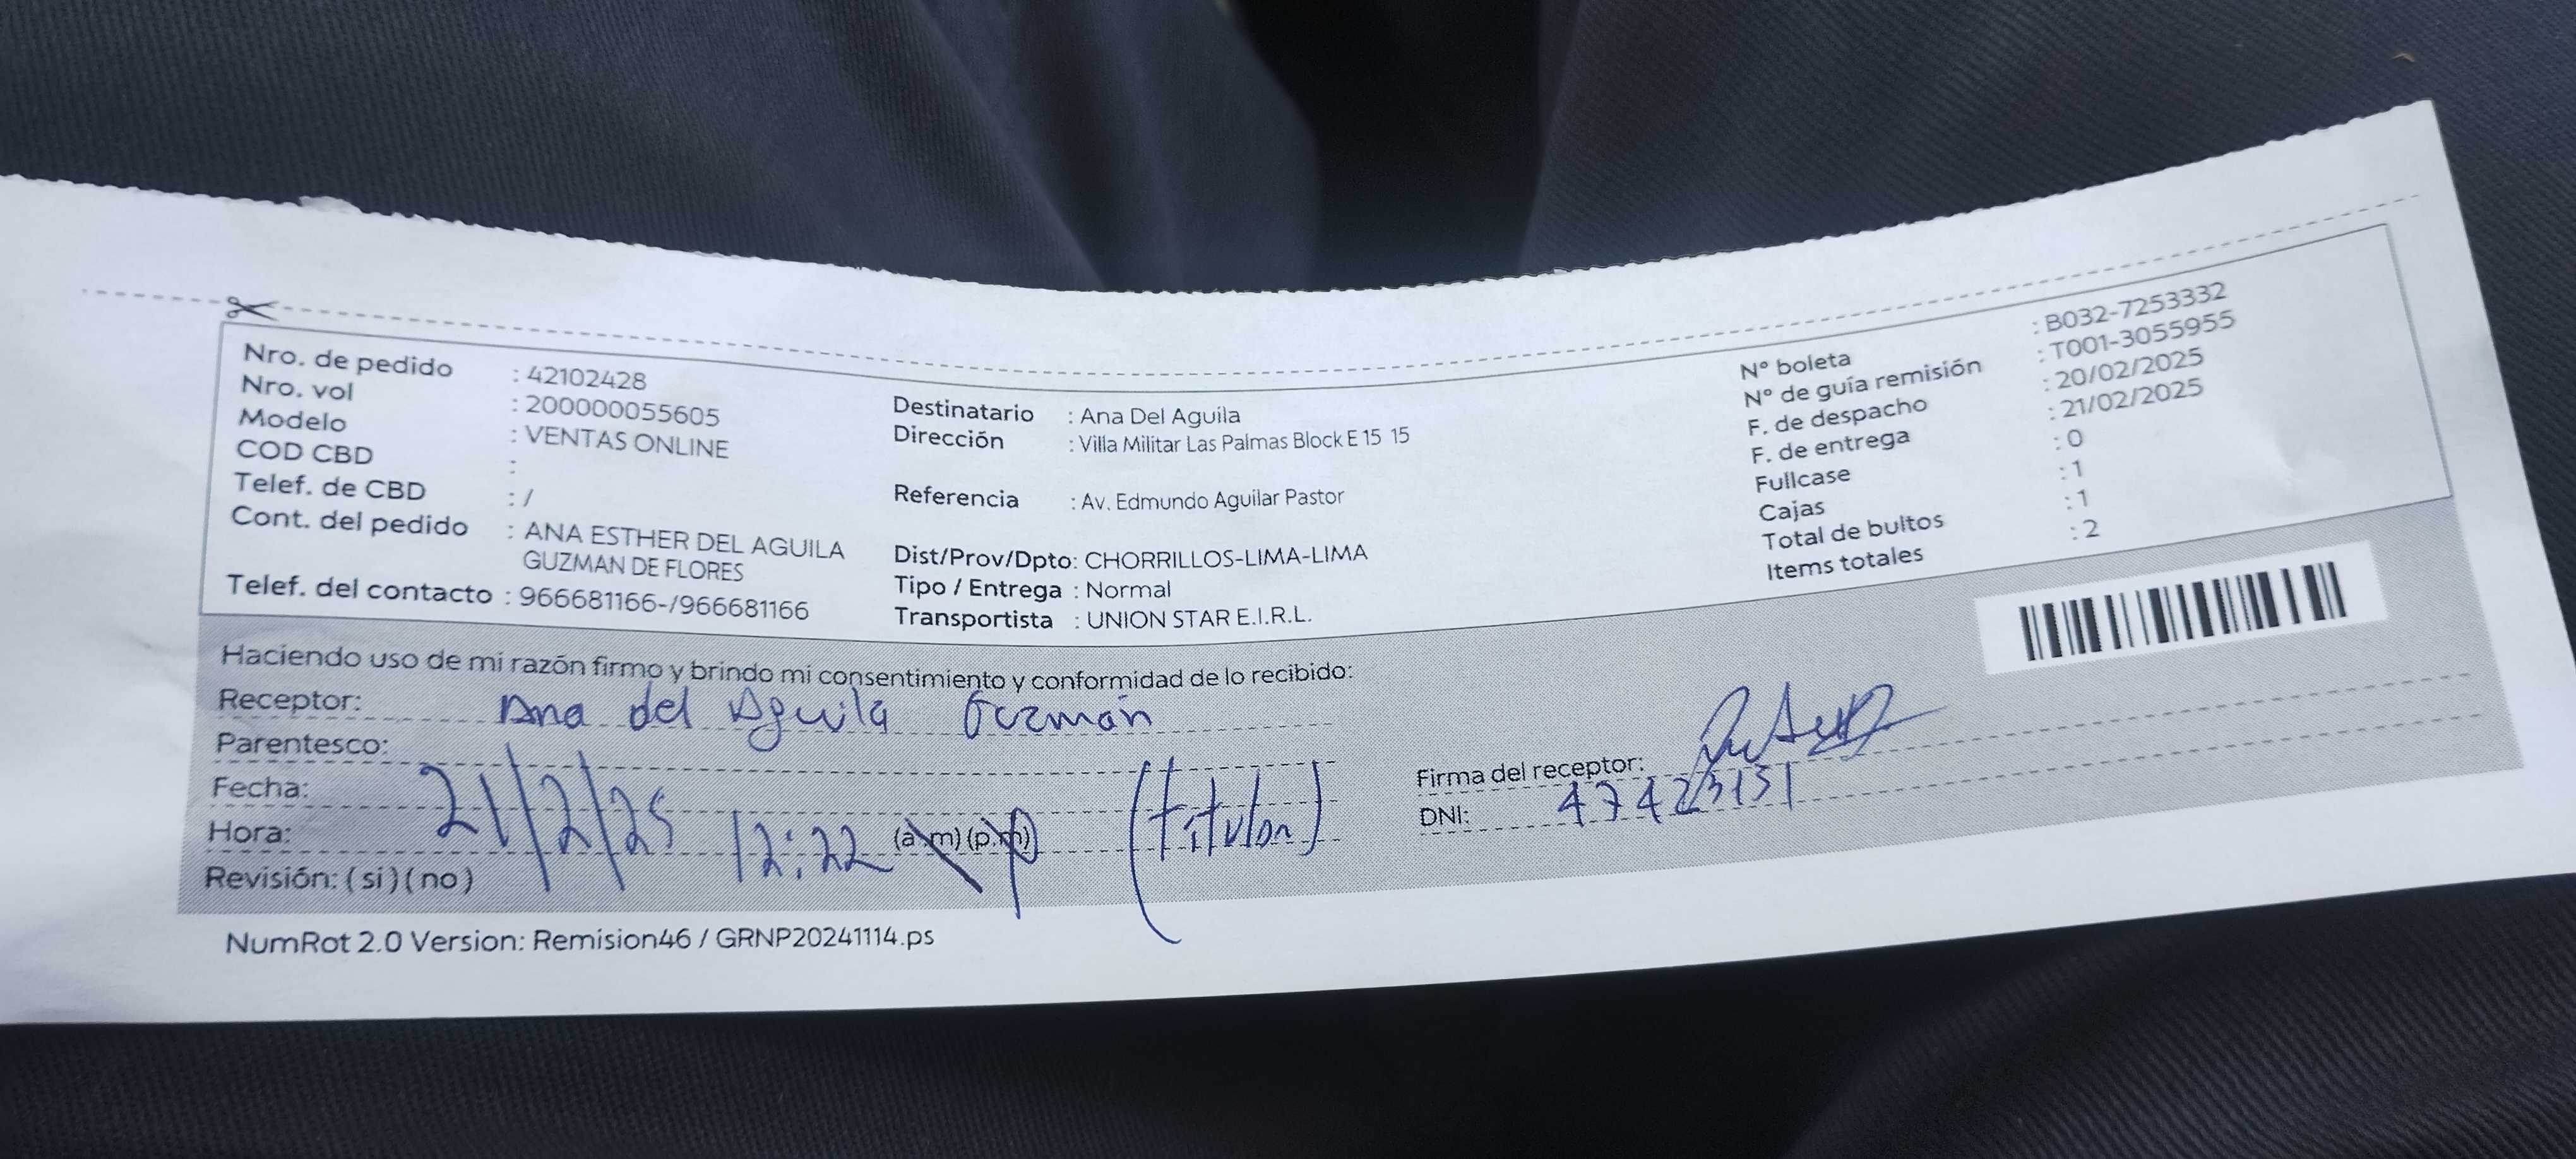 Nro. de pedido : 42102428
Nro. vol : 200000055605
Modelo : VENTAS ONLINE
COD CBD :
Telef. de CBD : /
Cont. del pedido : ANA ESTHER DEL AGUILA
GUZMAN DE FLORES
Telef. del contacto : 966681166-/966681166
Destinatario : Ana Del Aguila
Dirección : Villa Militar Las Palmas Block E 15 15
Referencia : Av. Edmundo Aguilar Pastor
Dist/Prov/Dpto: CHORRILLOS-LIMA-LIMA
Tipo / Entrega : Normal
Transportista : UNION STAR E.I.R.L.
N° boleta : B032-7253332
N° de guía remisión : T001-3055955
F. de despacho : 20/02/2025
F. de entrega : 21/02/2025
Fullcase : 0
Cajas : 1
Total de bultos : 1
Items totales : 2
Haciendo uso de mi razón firmo y brindo mi consentimiento y conformidad de lo recibido:
Receptor: Ana del Aguila Guzmán
Parentesco:
Fecha: 21/2/25
Hora: 12:22 (a.m) (p.m) (titular)
Revisión: (si) (no)
Firma del receptor:
DNI: 47423151
NumRot 2.0 Version: Remision46 / GRNP20241114.ps